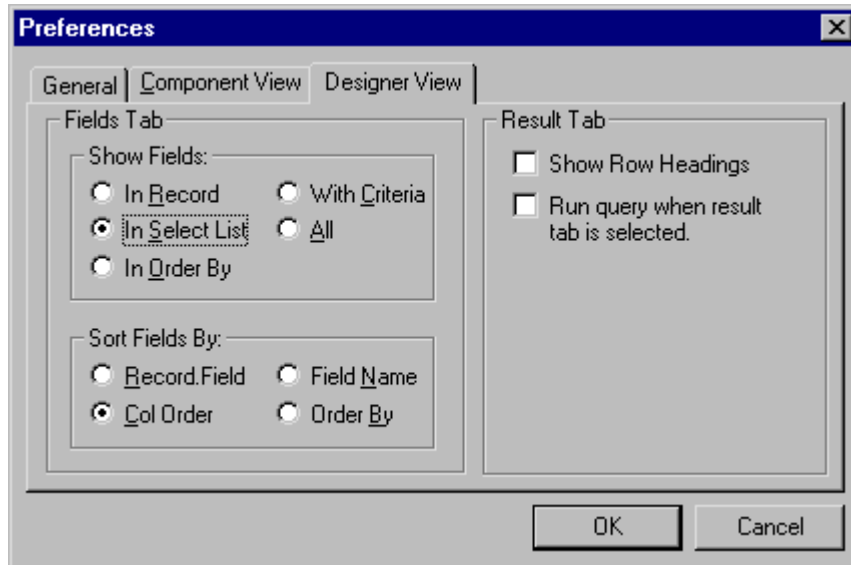 Preferences
General Component View Designer View
Fields Tab
Show Fields:
In Record With Criteria
In Select List All
In Order By
Sort Fields By:
Record.Field Field Name
Col Order Order By
Result Tab
Show Row Headings
Run query when result
tab is selected.
OK Cancel